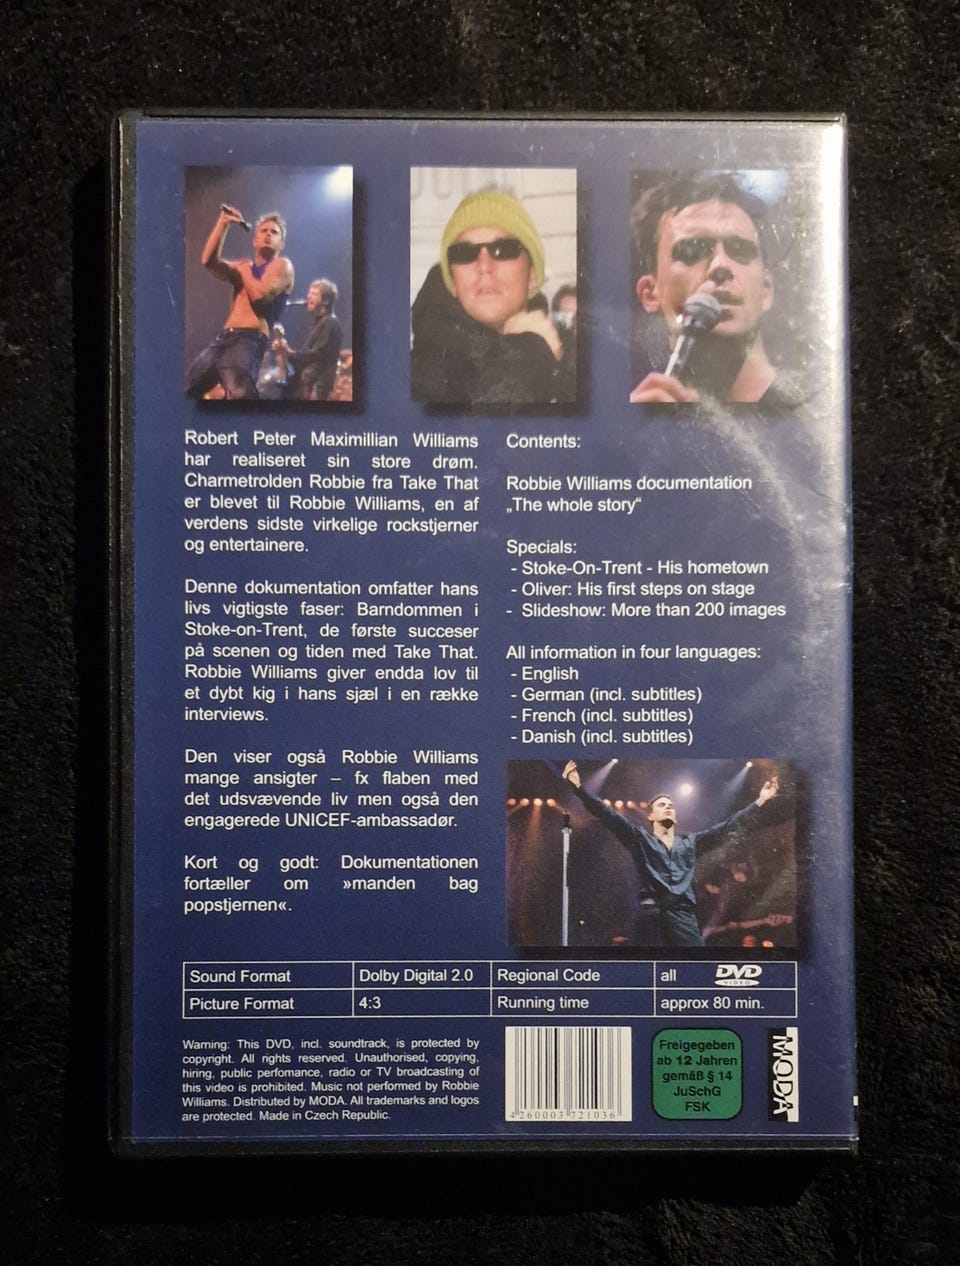 Robert Peter Maximillian Williams
har realiseret sin store drøm.
Charmetrolden Robbie fra Take That
er blevet til Robbie Williams, en af
verdens sidste virkelige rockstjerner
og entertainere.
Denne dokumentation omfatter hans
livs vigtigste faser: Barndommen i
Stoke-on-Trent, de første succeser
på scenen og tiden med Take That.
Robbie Williams giver endda lov til
et dybt kig i hans sjæl i en række
interviews.
Den viser også Robbie Williams
mange ansigter – fx flaben med
det udsvævende liv men også den
engagerede UNICEF-ambassadør.
Kort og godt: Dokumentationen
fortæller om »manden bag
popstjernen«.
Contents:
Robbie Williams documentation
„The whole story“
Specials:
- Stoke-On-Trent - His hometown
- Oliver: His first steps on stage
- Slideshow: More than 200 images
All information in four languages:
- English
- German (incl. subtitles)
- French (incl. subtitles)
- Danish (incl. subtitles)
Sound Format Dolby Digital 2.0 Regional Code all DVD VIDEO
Picture Format 4:3 Running time approx 80 min.
Warning: This DVD, incl. soundtrack, is protected by
copyright. All rights reserved. Unauthorised, copying,
hiring, public perfomance, radio or TV broadcasting of
this video is prohibited. Music not performed by Robbie
Williams. Distributed by MODA. All trademarks and logos
are protected. Made in Czech Republic.
4 260003 721036
Freigegeben
ab 12 Jahren
gemäß § 14
JuSchG
FSK
MODA